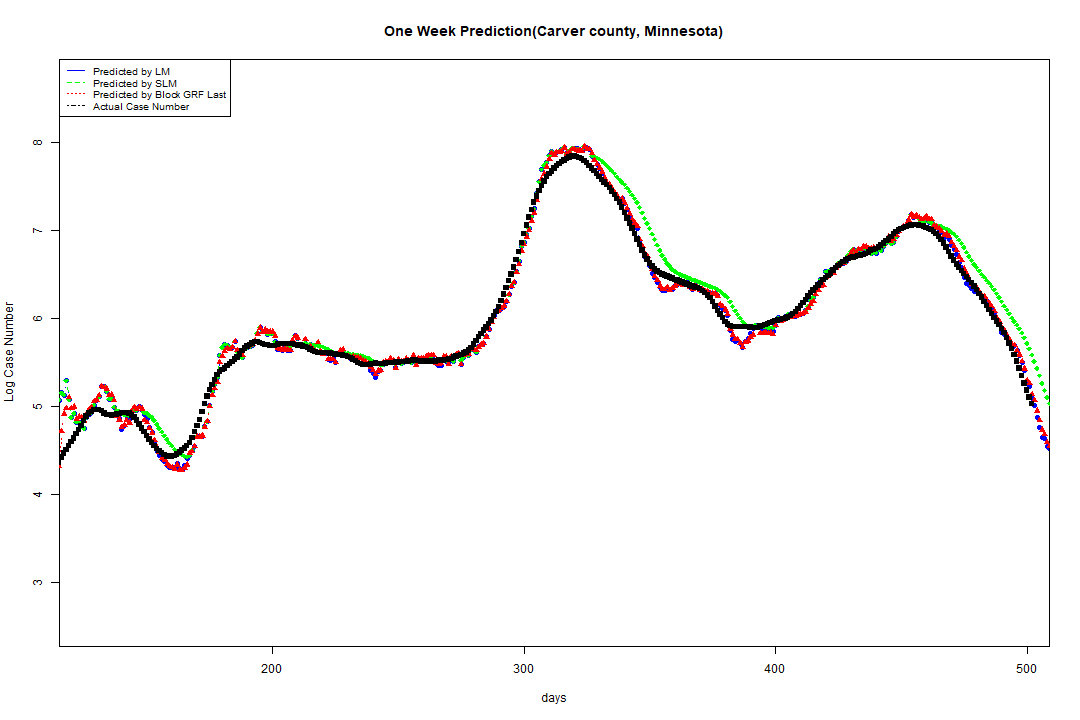 One Week Prediction(Carver county, Minnesota)
Predicted by LM
Predicted by SLM
Predicted by Block GRF Last
Actual Case Number
8
7
6
5
4
3
Log Case Number
200 300 400 500
days